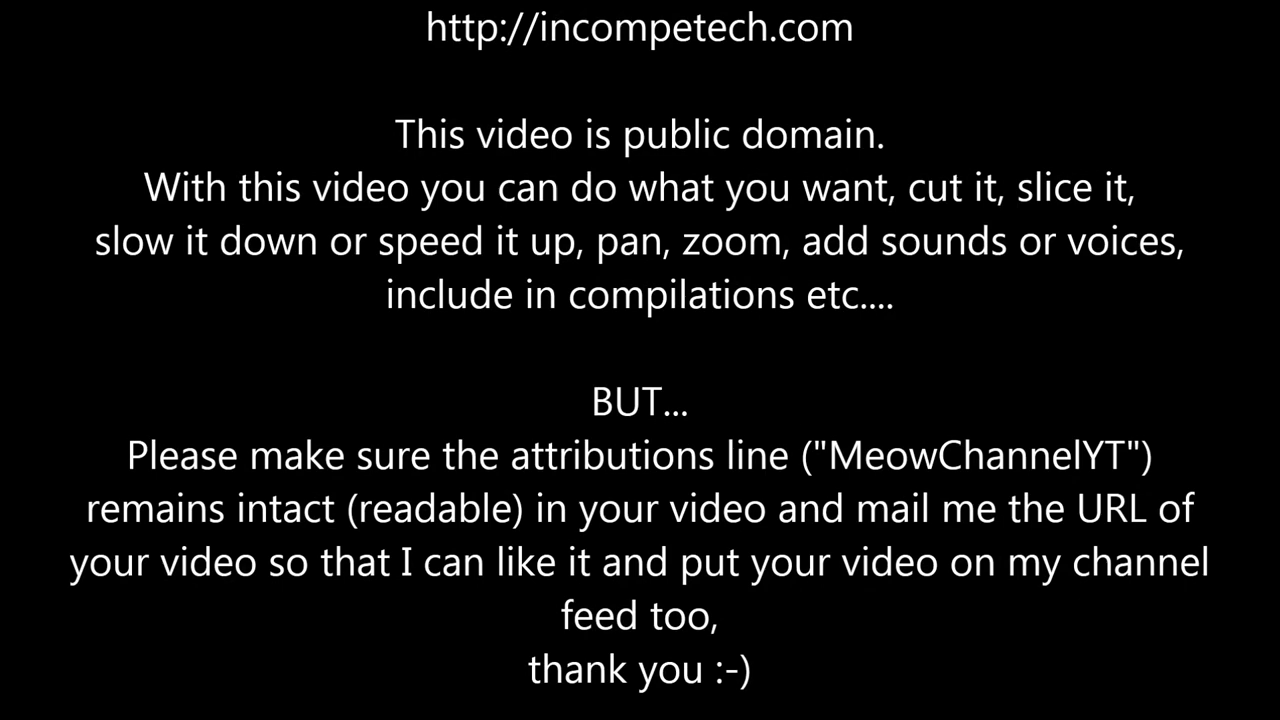 http://incompetech.com
This video is public domain.
With this video you can do what you want, cut it, slice it,
slow it down or speed it up, pan, zoom, add sounds or voices,
include in compilations etc....
BUT...
Please make sure the attributions line ("MeowChannelYT")
remains intact (readable) in your video and mail me the URL of
your video so that I can like it and put your video on my channel
feed too,
thank you :-)